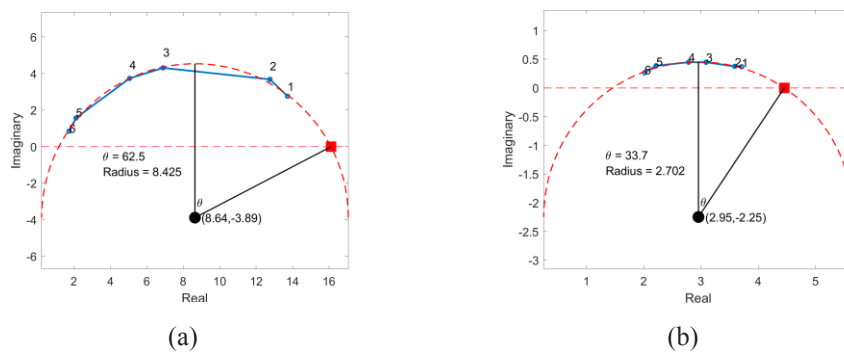 6
4
2
0
-2
-4
-6
Imaginary
1
2
3
4
5
6
θ = 62.5
Radius = 8.425
θ
(8.64,-3.89)
2 4 6 8 10 12 14 16
Real
(a)
1
0.5
0
-0.5
-1
-1.5
-2
-2.5
-3
Imaginary
6 5 4 3 21
θ = 33.7
Radius = 2.702
θ
(2.95,-2.25)
1 2 3 4 5
Real
(b)